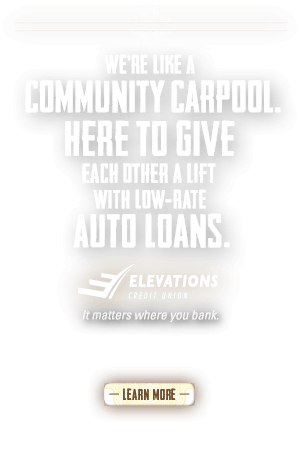 WE'RE LIKE A
COMMUNITY CARPOOL.
HERE TO GIVE
EACH OTHER A LIFT
WITH LOW-RATE
AUTO LOANS.
ELEVATIONS
CREDIT UNION
It matters where you bank.
LEARN MORE